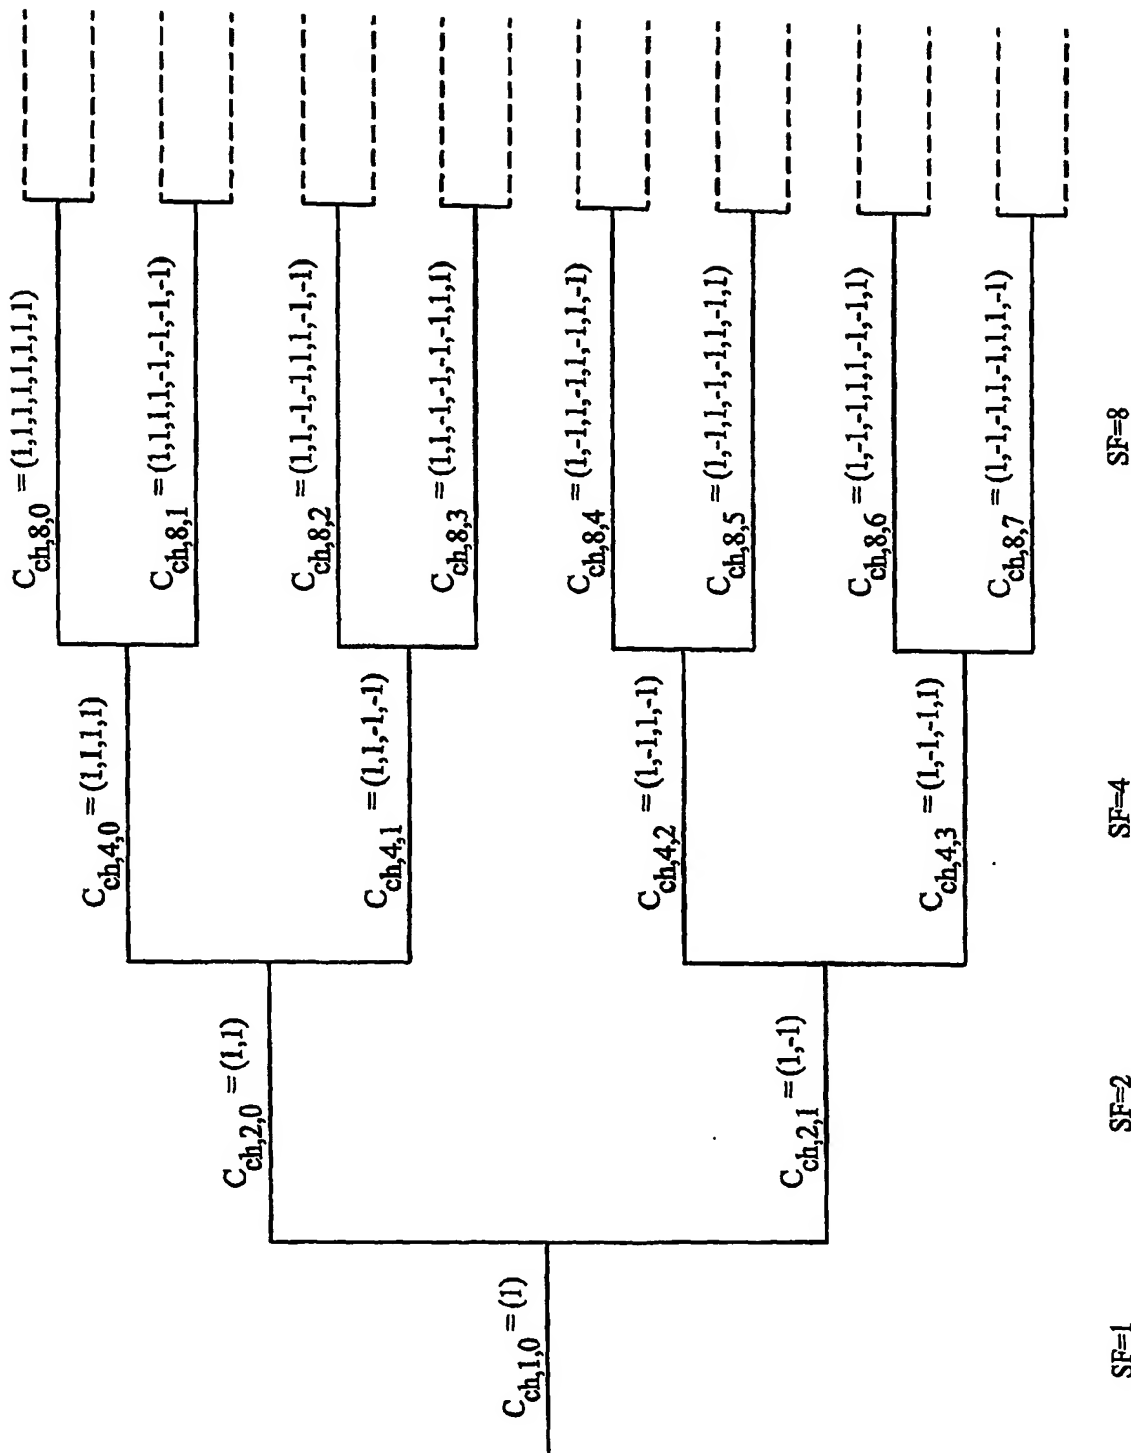 C_ch,1,0 = (1)
C_ch,2,0 = (1,1)
C_ch,2,1 = (1,-1)
C_ch,4,0 = (1,1,1,1)
C_ch,4,1 = (1,1,-1,-1)
C_ch,4,2 = (1,-1,1,-1)
C_ch,4,3 = (1,-1,-1,1)
C_ch,8,0 = (1,1,1,1,1,1,1,1)
C_ch,8,1 = (1,1,1,1,-1,-1,-1,-1)
C_ch,8,2 = (1,1,-1,-1,1,1,-1,-1)
C_ch,8,3 = (1,1,-1,-1,-1,-1,1,1)
C_ch,8,4 = (1,-1,1,-1,1,-1,1,-1)
C_ch,8,5 = (1,-1,1,-1,-1,1,-1,1)
C_ch,8,6 = (1,-1,-1,1,1,-1,-1,1)
C_ch,8,7 = (1,-1,-1,1,-1,1,1,-1)
SF=1
SF=2
SF=4
SF=8